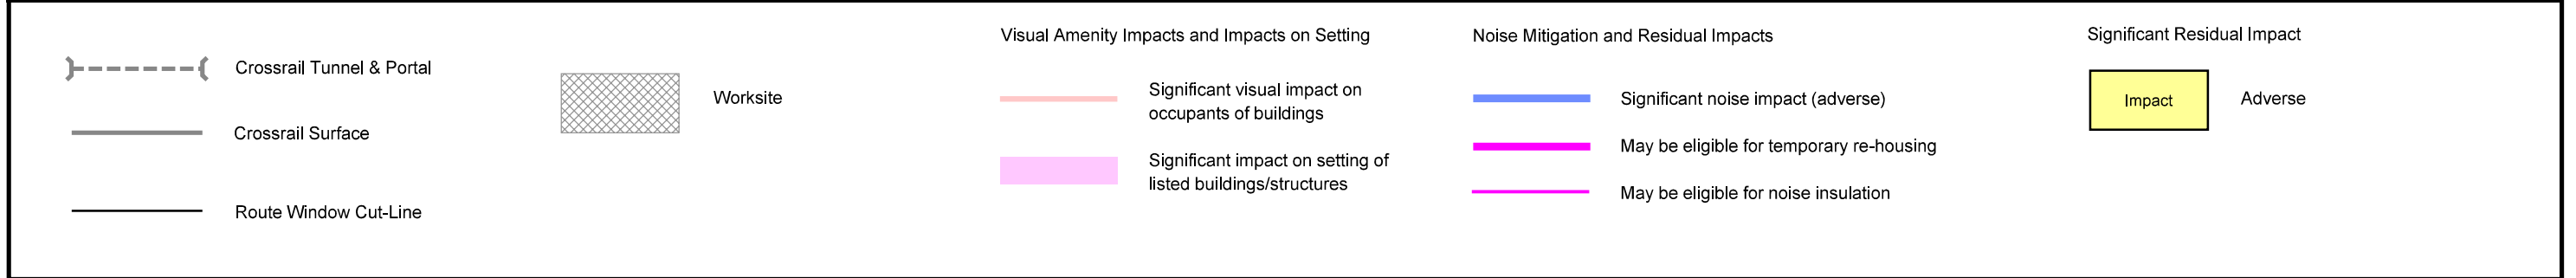 Crossrail Tunnel & Portal
Crossrail Surface
Route Window Cut-Line
Worksite
Visual Amenity Impacts and Impacts on Setting
Significant visual impact on
occupants of buildings
Significant impact on setting of
listed buildings/structures
Noise Mitigation and Residual Impacts
Significant noise impact (adverse)
May be eligible for temporary re-housing
May be eligible for noise insulation
Significant Residual Impact
Impact
Adverse